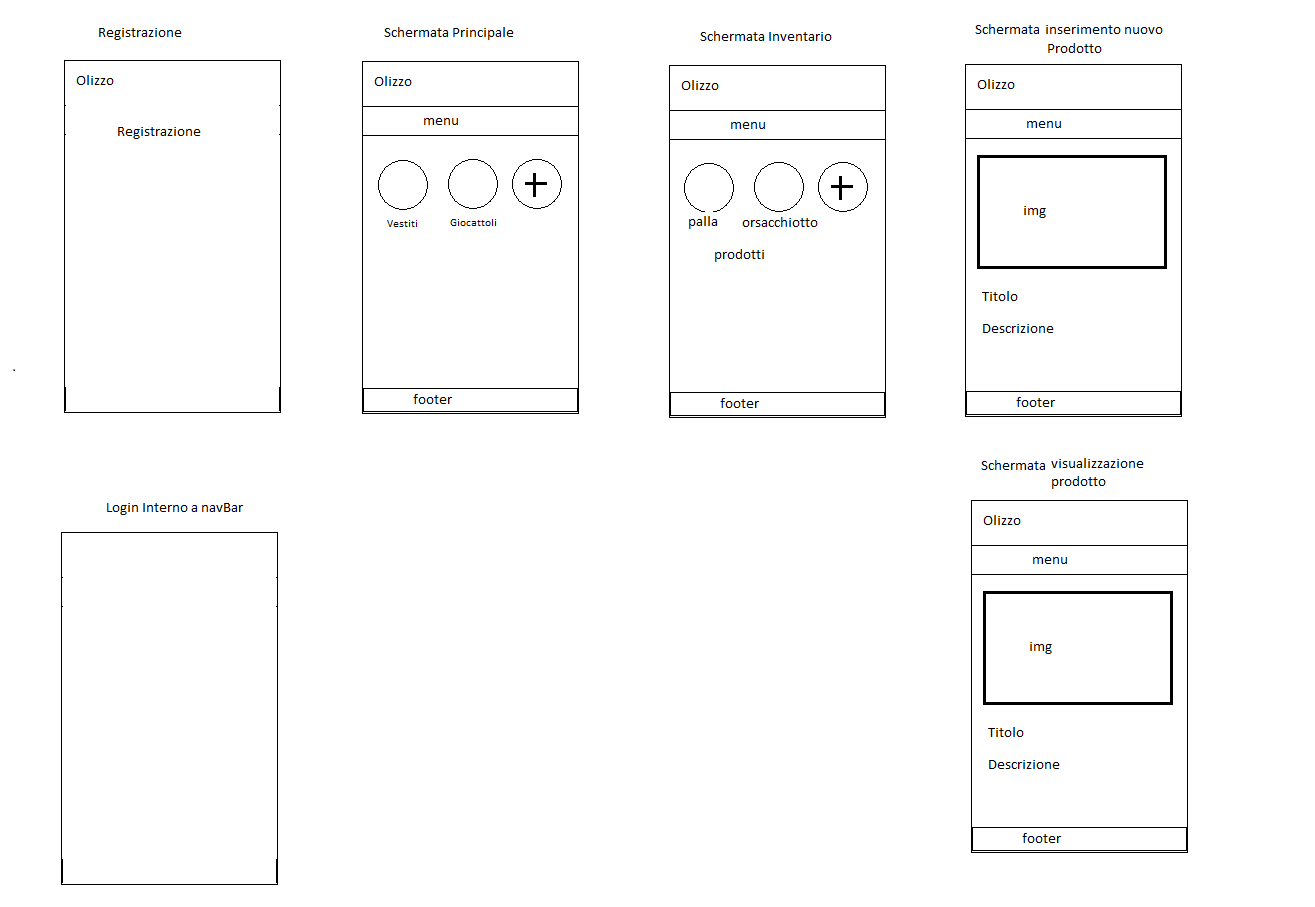 Registrazione
Olizzo
Registrazione
Schermata Principale
Olizzo
menu
Vestiti
Giocattoli
footer
Schermata Inventario
Olizzo
menu
palla
orsacchiotto
prodotti
footer
Schermata inserimento nuovo
Prodotto
Olizzo
menu
img
Titolo
Descrizione
footer
Login Interno a navBar
Schermata visualizzazione
prodotto
Olizzo
menu
img
Titolo
Descrizione
footer